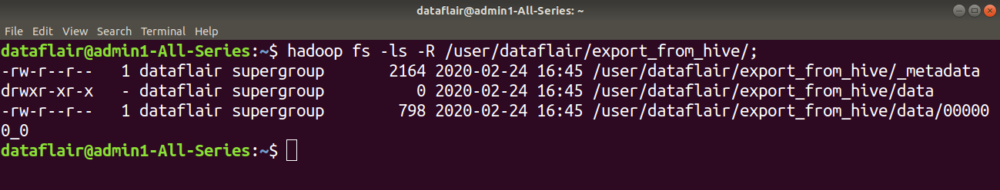 dataflair@admin1-All-Series: ~
File Edit View Search Terminal Help
dataflair@admin1-All-Series:~$ hadoop fs -ls -R /user/dataflair/export_from_hive/;
-rw-r--r--   1 dataflair supergroup       2164 2020-02-24 16:45 /user/dataflair/export_from_hive/_metadata
drwxr-xr-x   - dataflair supergroup          0 2020-02-24 16:45 /user/dataflair/export_from_hive/data
-rw-r--r--   1 dataflair supergroup        798 2020-02-24 16:45 /user/dataflair/export_from_hive/data/00000
0_0
dataflair@admin1-All-Series:~$